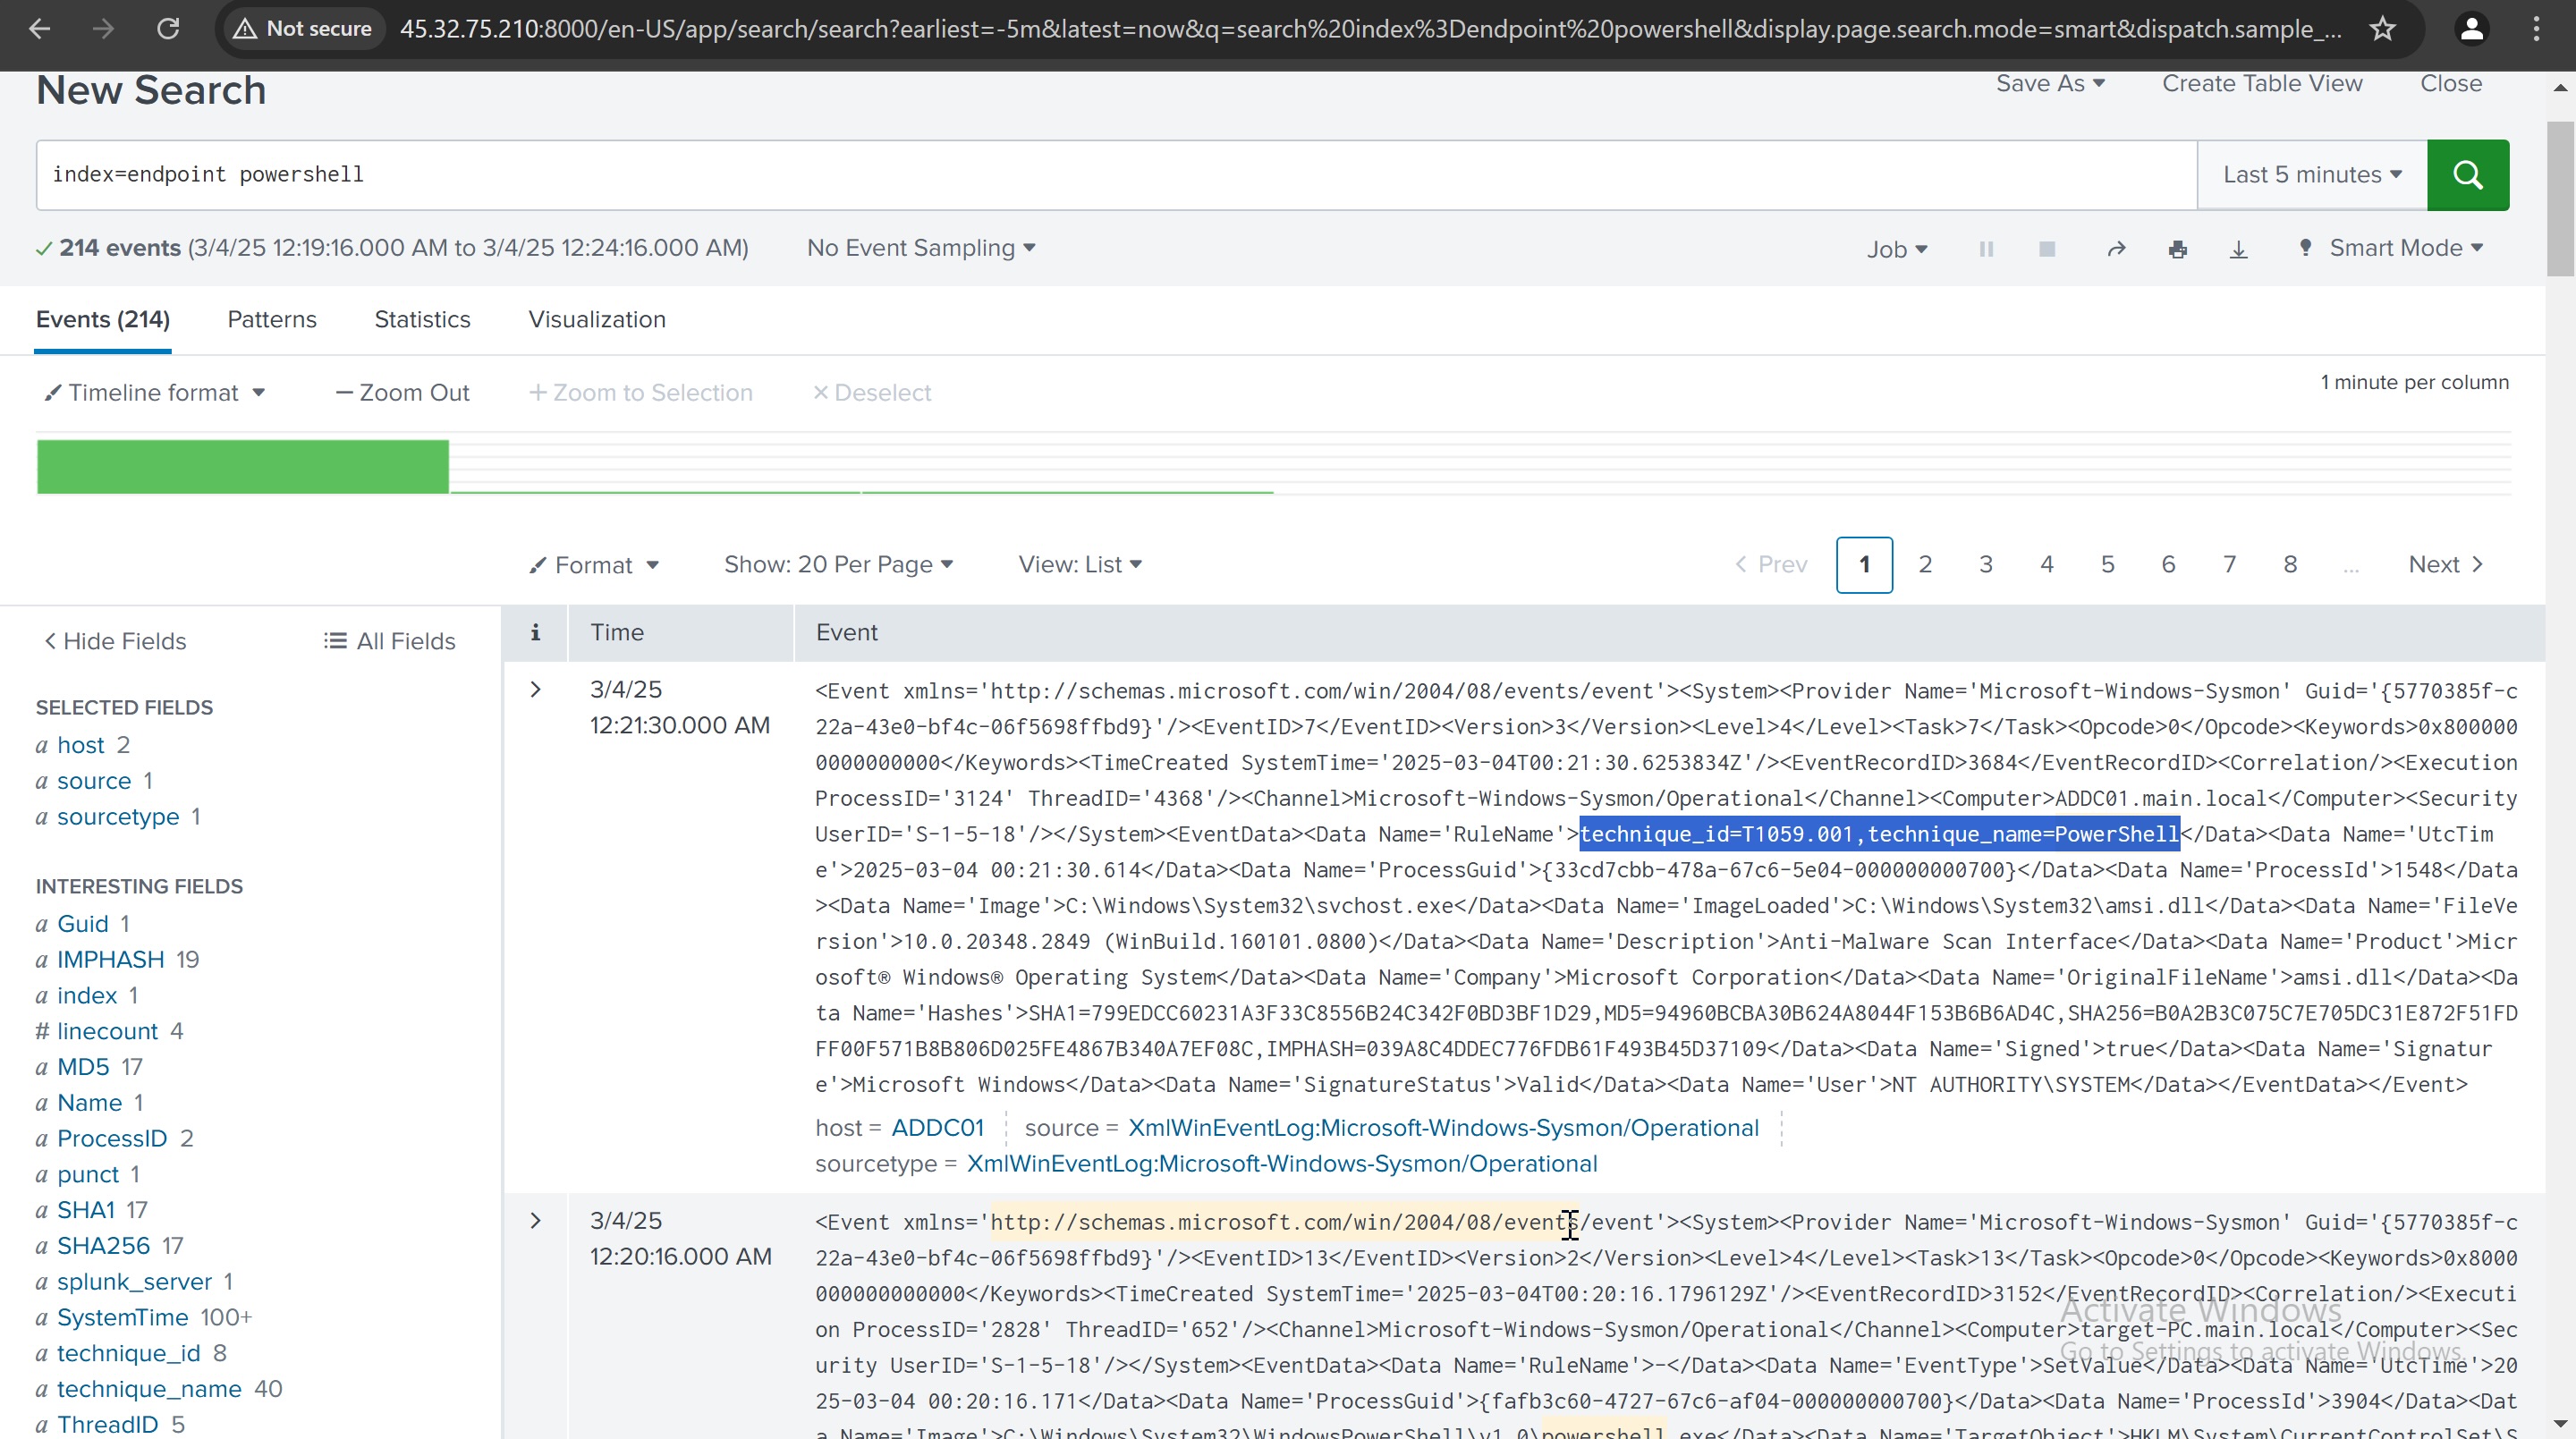 Not secure
45.32.75.210:8000/en-US/app/search/search?earliest=-5m&latest=now&q=search%20index%3Dendpoint%20powershell&display.page.search.mode=smart&dispatch.sample_...
New Search
Save As
Create Table View
Close
index=endpoint powershell
Last 5 minutes
214 events (3/4/25 12:19:16.000 AM to 3/4/25 12:24:16.000 AM)
No Event Sampling
Job
Smart Mode
Events (214)
Patterns
Statistics
Visualization
Timeline format
Zoom Out
Zoom to Selection
Deselect
1 minute per column
Format
Show: 20 Per Page
View: List
Prev
1
2
3
4
5
6
7
8
...
Next
Hide Fields
All Fields
SELECTED FIELDS
a host 2
a source 1
a sourcetype 1
INTERESTING FIELDS
a Guid 1
a IMPHASH 19
a index 1
# linecount 4
a MD5 17
a Name 1
a ProcessID 2
a punct 1
a SHA1 17
a SHA256 17
a splunk_server 1
a SystemTime 100+
a technique_id 8
a technique_name 40
a ThreadID 5
i
Time
Event
3/4/25
12:21:30.000 AM
<Event xmlns='http://schemas.microsoft.com/win/2004/08/events/event'><System><Provider Name='Microsoft-Windows-Sysmon' Guid='{5770385f-c
22a-43e0-bf4c-06f5698ffbd9}'/><EventID>7</EventID><Version>3</Version><Level>4</Level><Task>7</Task><Opcode>0</Opcode><Keywords>0x800000
0000000000</Keywords><TimeCreated SystemTime='2025-03-04T00:21:30.6253834Z'/><EventRecordID>3684</EventRecordID><Correlation/><Execution
ProcessID='3124' ThreadID='4368'/><Channel>Microsoft-Windows-Sysmon/Operational</Channel><Computer>ADDC01.main.local</Computer><Security
UserID='S-1-5-18'/></System><EventData><Data Name='RuleName'>technique_id=T1059.001,technique_name=PowerShell</Data><Data Name='UtcTim
e'>2025-03-04 00:21:30.614</Data><Data Name='ProcessGuid'>{33cd7cbb-478a-67c6-5e04-000000000700}</Data><Data Name='ProcessId'>1548</Data
><Data Name='Image'>C:\Windows\System32\svchost.exe</Data><Data Name='ImageLoaded'>C:\Windows\System32\amsi.dll</Data><Data Name='FileVe
rsion'>10.0.20348.2849 (WinBuild.160101.0800)</Data><Data Name='Description'>Anti-Malware Scan Interface</Data><Data Name='Product'>Micr
osoft® Windows® Operating System</Data><Data Name='Company'>Microsoft Corporation</Data><Data Name='OriginalFileName'>amsi.dll</Data><Da
ta Name='Hashes'>SHA1=799EDCC60231A3F33C8556B24C342F0BD3BF1D29,MD5=94960BCBA30B624A8044F153B6B6AD4C,SHA256=B0A2B3C075C7E705DC31E872F51FD
FF00F571B8B806D025FE4867B340A7EF08C,IMPHASH=039A8C4DDEC776FDB61F493B45D37109</Data><Data Name='Signed'>true</Data><Data Name='Signatur
e'>Microsoft Windows</Data><Data Name='SignatureStatus'>Valid</Data><Data Name='User'>NT AUTHORITY\SYSTEM</Data></EventData></Event>
host = ADDC01
source = XmlWinEventLog:Microsoft-Windows-Sysmon/Operational
sourcetype = XmlWinEventLog:Microsoft-Windows-Sysmon/Operational
3/4/25
12:20:16.000 AM
<Event xmlns='http://schemas.microsoft.com/win/2004/08/events/event'><System><Provider Name='Microsoft-Windows-Sysmon' Guid='{5770385f-c
22a-43e0-bf4c-06f5698ffbd9}'/><EventID>13</EventID><Version>2</Version><Level>4</Level><Task>13</Task><Opcode>0</Opcode><Keywords>0x8000
000000000000</Keywords><TimeCreated SystemTime='2025-03-04T00:20:16.1796129Z'/><EventRecordID>3152</EventRecordID><Correlation/><Executi
on ProcessID='2828' ThreadID='652'/><Channel>Microsoft-Windows-Sysmon/Operational</Channel><Computer>target-PC.main.local</Computer><Sec
urity UserID='S-1-5-18'/></System><EventData><Data Name='RuleName'>-</Data><Data Name='EventType'>SetValue</Data><Data Name='UtcTime'>20
25-03-04 00:20:16.171</Data><Data Name='ProcessGuid'>{fafb3c60-4727-67c6-af04-000000000700}</Data><Data Name='ProcessId'>3904</Data><Dat
a Name='Image'>C:\Windows\System32\WindowsPowerShell\v1.0\powershell.exe</Data><Data Name='TargetObject'>HKLM\System\CurrentControlSet\S
Activate Windows
Go to Settings to activate Windows.